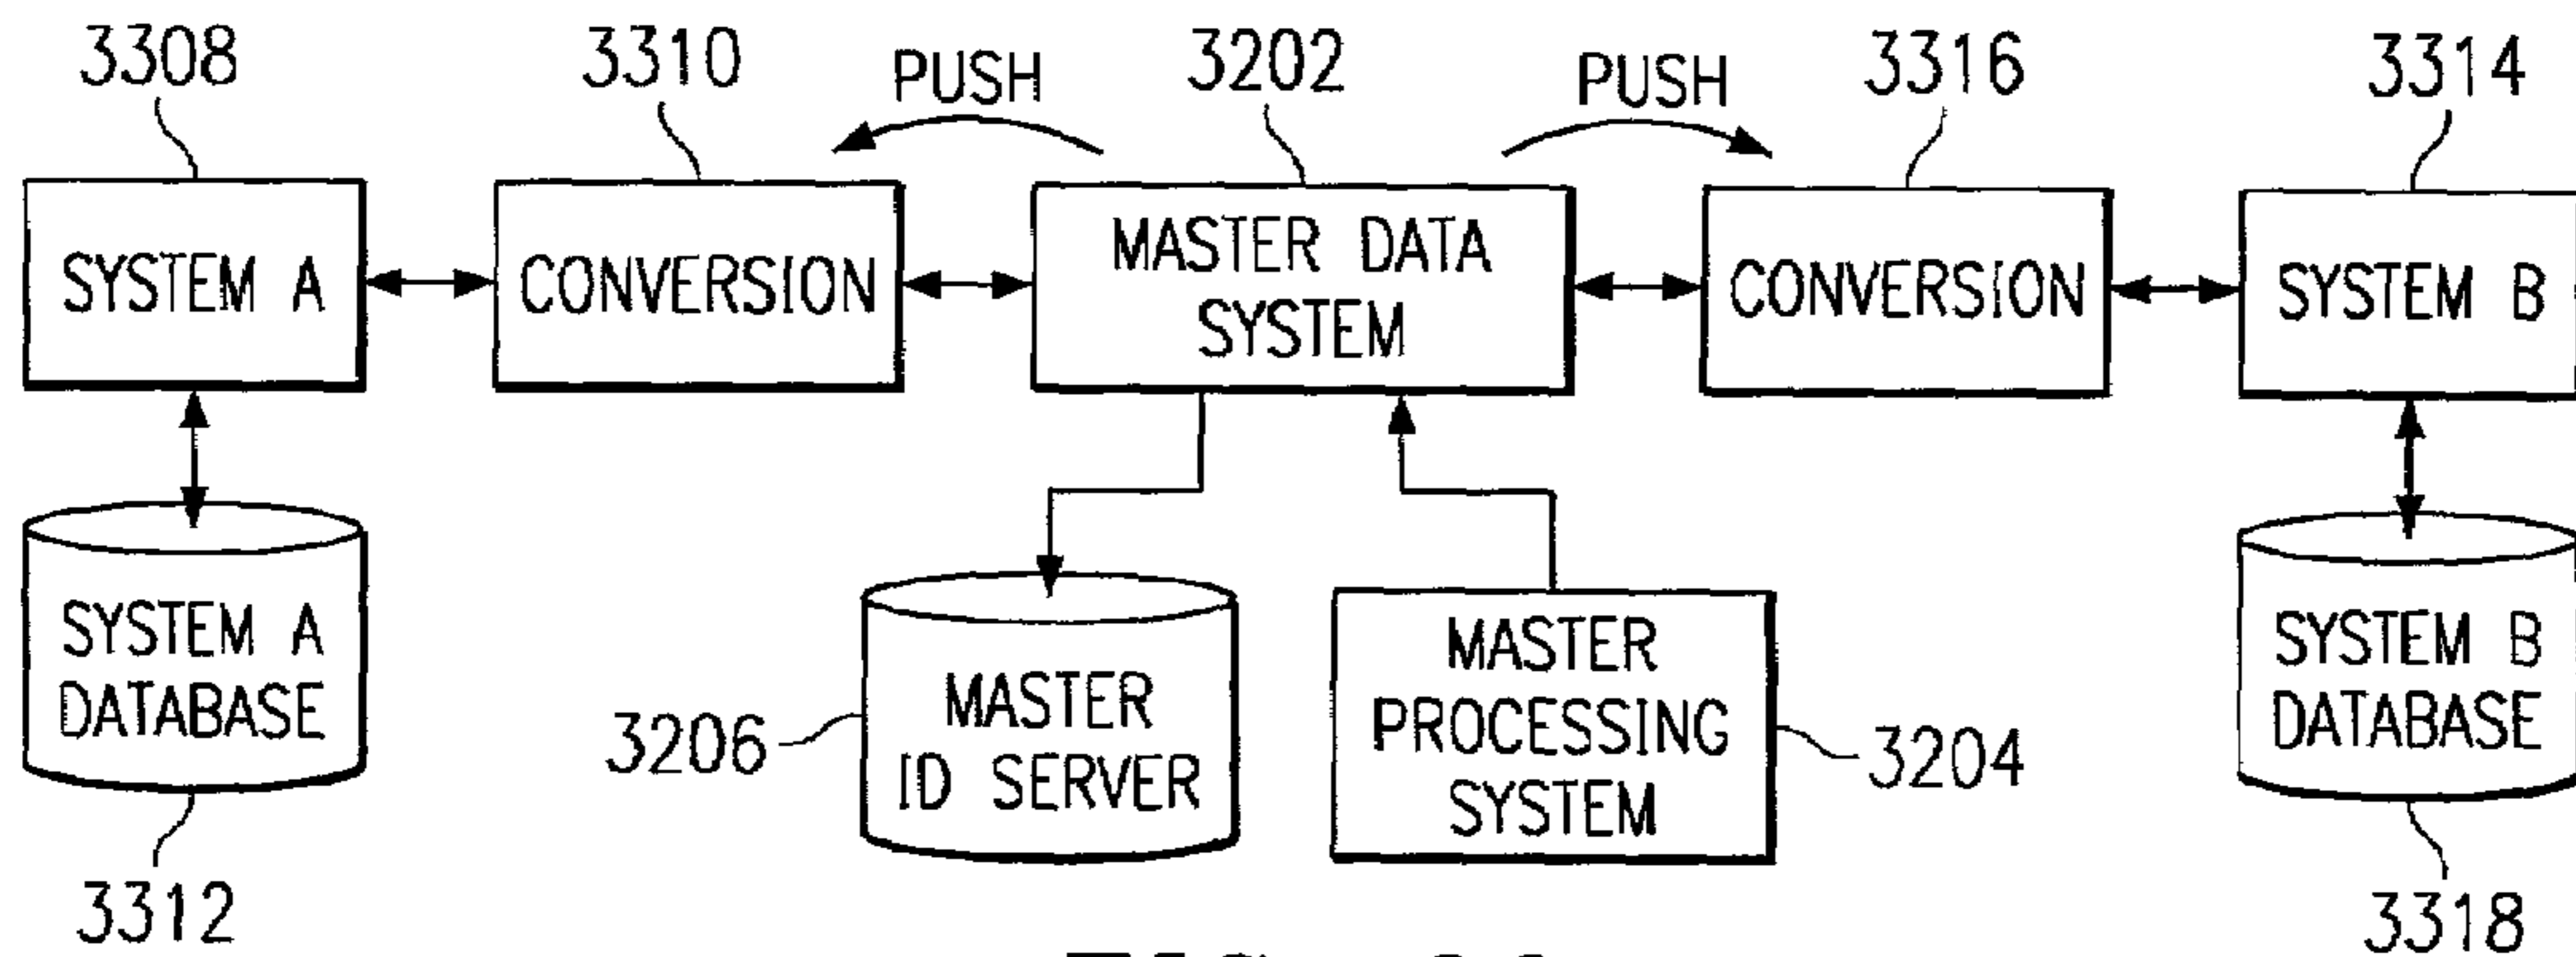 3308
3310
PUSH
3202
PUSH
3316
3314
SYSTEM A
CONVERSION
MASTER DATA
SYSTEM
CONVERSION
SYSTEM B
SYSTEM A
DATABASE
3206
MASTER
ID SERVER
MASTER
PROCESSING
SYSTEM
3204
SYSTEM B
DATABASE
3312
3318